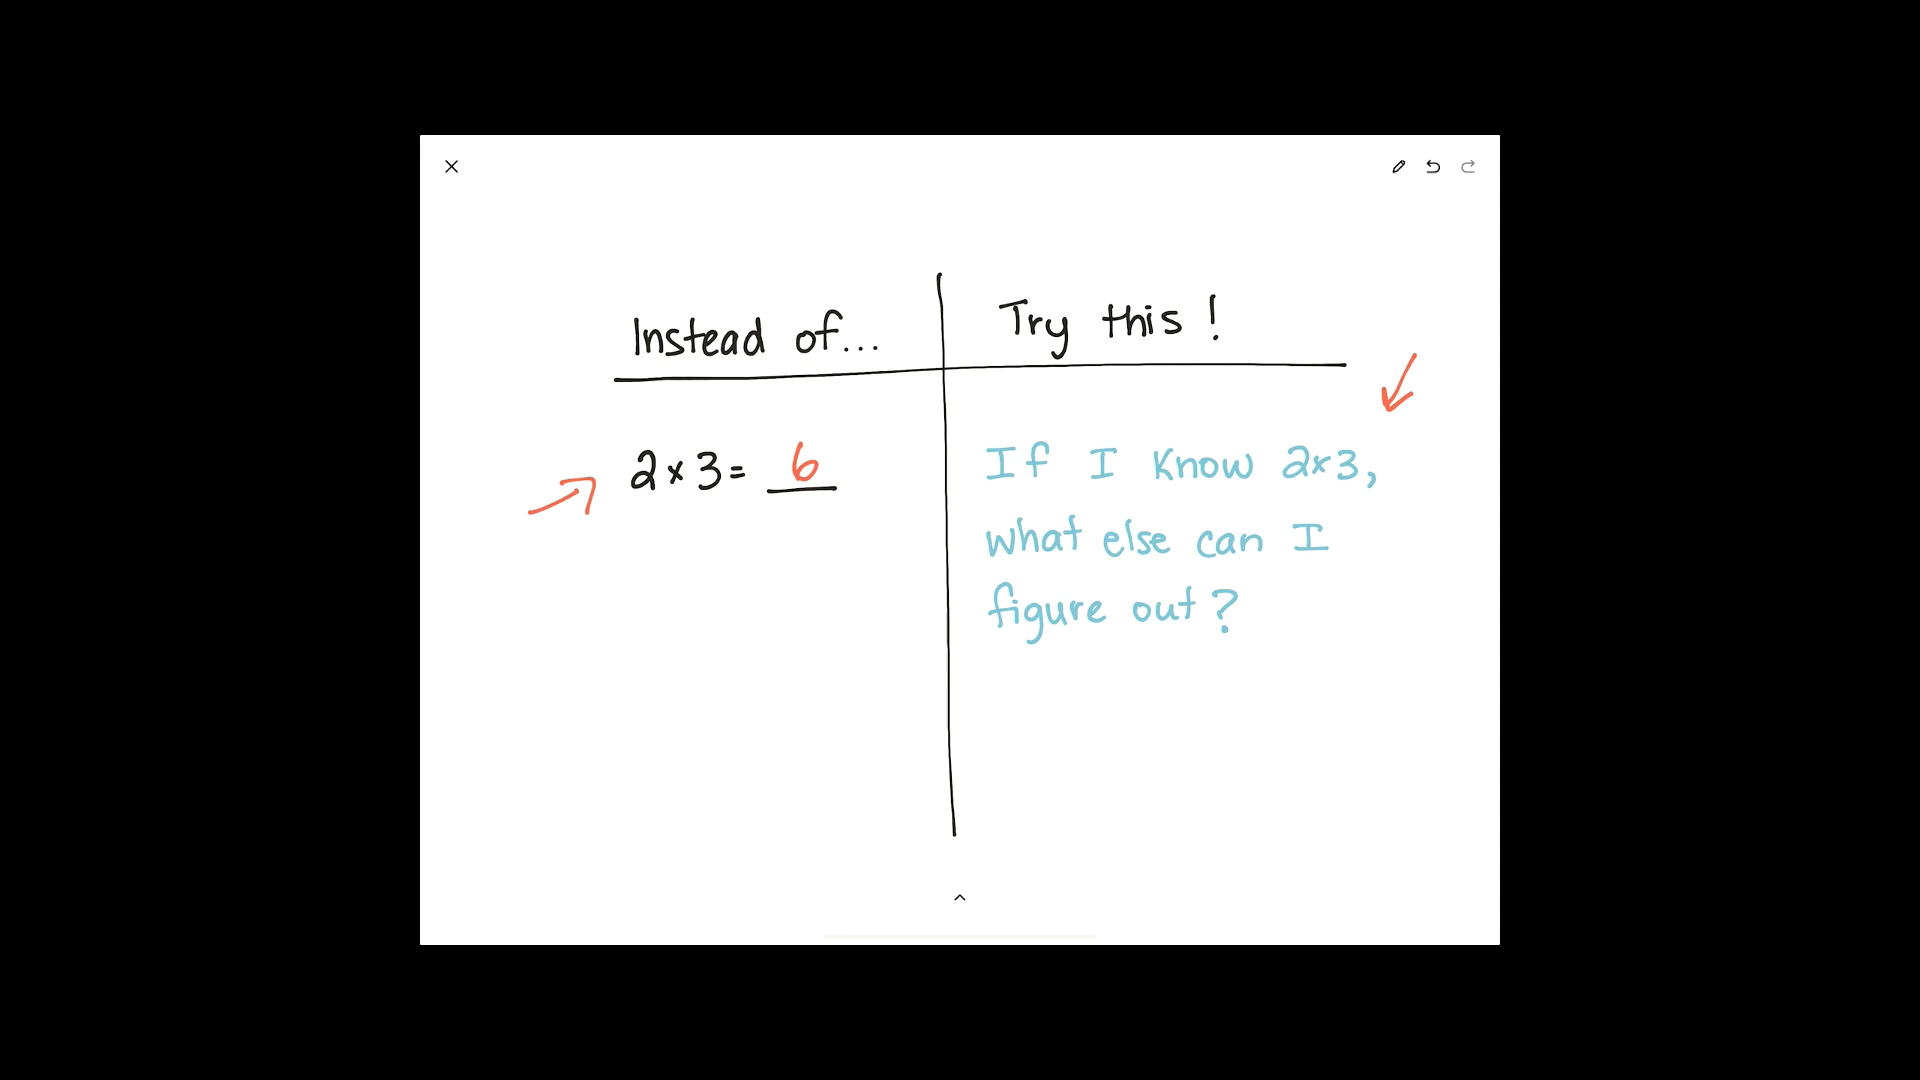 Instead of...
Try this!
2×3= 6
If I know 2×3,
what else can I
figure out?